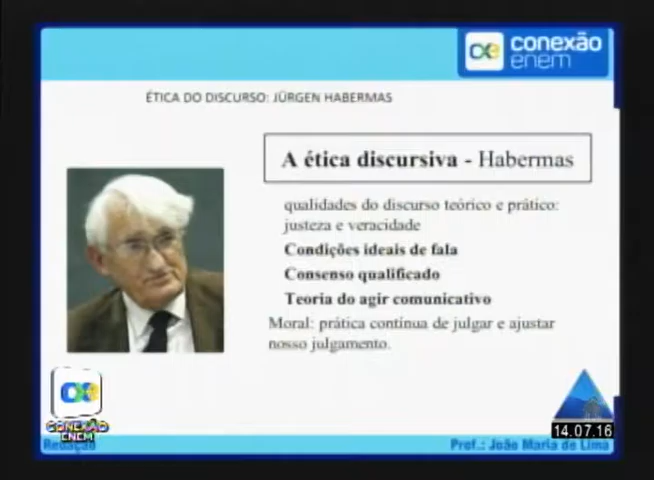 conexão
enem
ÉTICA DO DISCURSO: JÜRGEN HABERMAS
A ética discursiva - Habermas
qualidades do discurso teórico e prático:
justeza e veracidade
Condições ideais de fala
Consenso qualificado
Teoria do agir comunicativo
Moral: prática contínua de julgar e ajustar
nosso julgamento.
CONEXÃO
ENEM
14.07.16
Redação
Prof.: João Maria de Lima